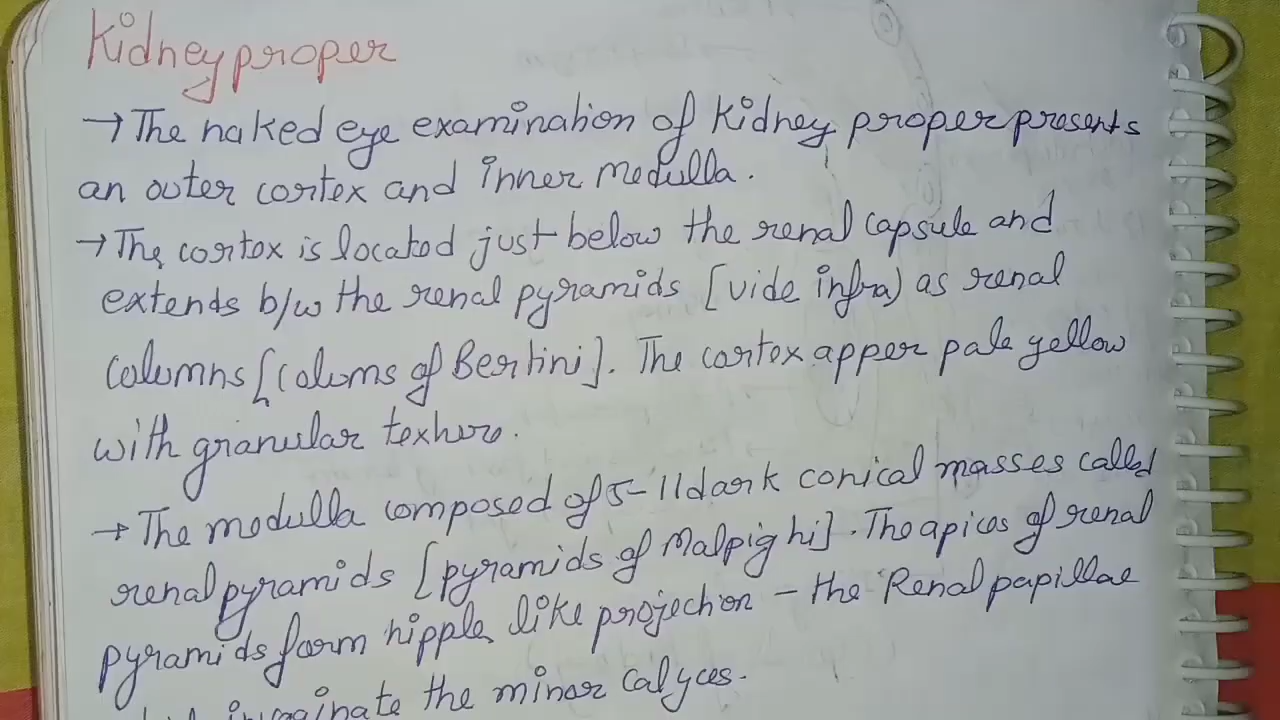 Kidney proper
→ The naked eye examination of Kidney proper presents
an outer cortex and inner medulla.
→ The cortex is located just below the renal capsule and
extends b/w the renal pyramids [vide infra) as renal
columns [colums of Bertini]. The cortex apper pale yellow
with granular texture.
→ The medulla composed of 5-11 dark conical masses called
renal pyramids [pyramids of Malpighi]. The apices of renal
pyramids form nipple like projection - the Renal papillae
invaginate the minor calyces.